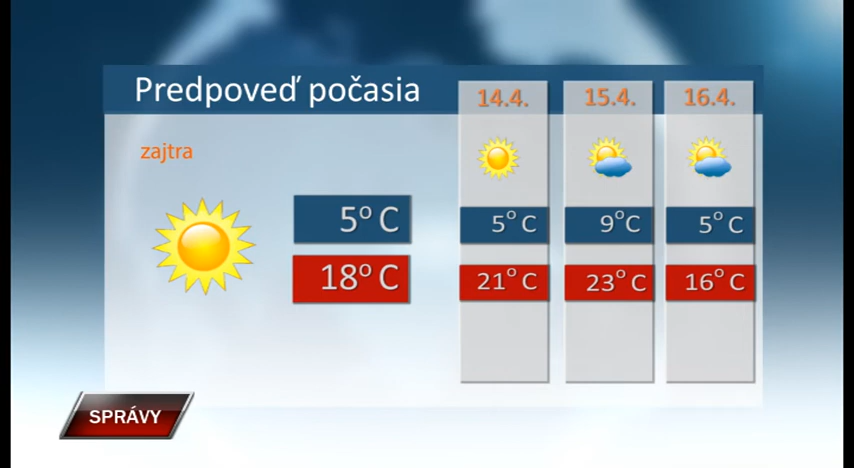 Predpoveď počasia
zajtra
5° C
18° C
14.4.
5° C
21° C
15.4.
9°C
23° C
16.4.
5° C
16° C
SPRÁVY